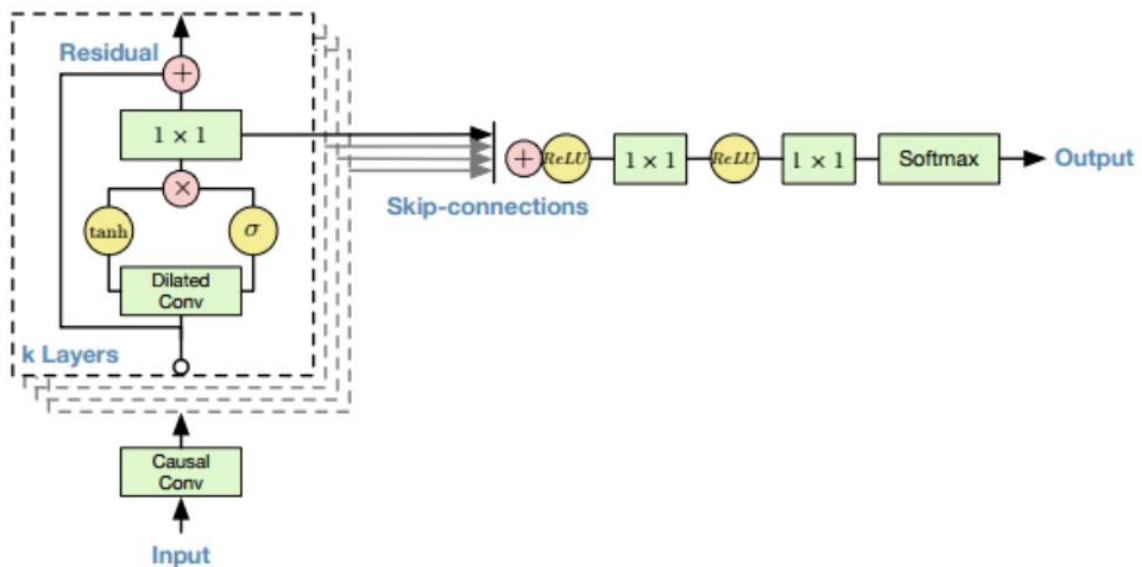 Residual
+
1 × 1
×
tanh
σ
Dilated
Conv
k Layers
Causal
Conv
Input
Skip-connections
+
ReLU
1 × 1
ReLU
1 × 1
Softmax
Output